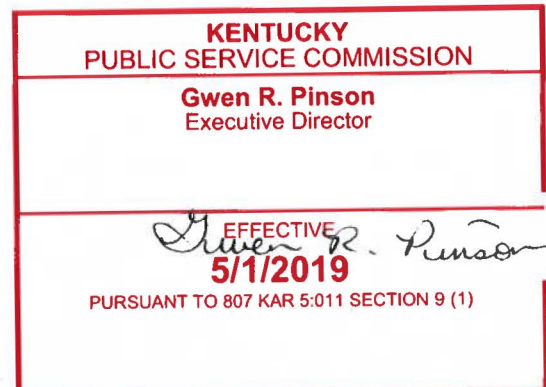 KENTUCKY
PUBLIC SERVICE COMMISSION
Gwen R. Pinson
Executive Director
EFFECTIVE
Gwen R. Pinson
5/1/2019
PURSUANT TO 807 KAR 5:011 SECTION 9 (1)